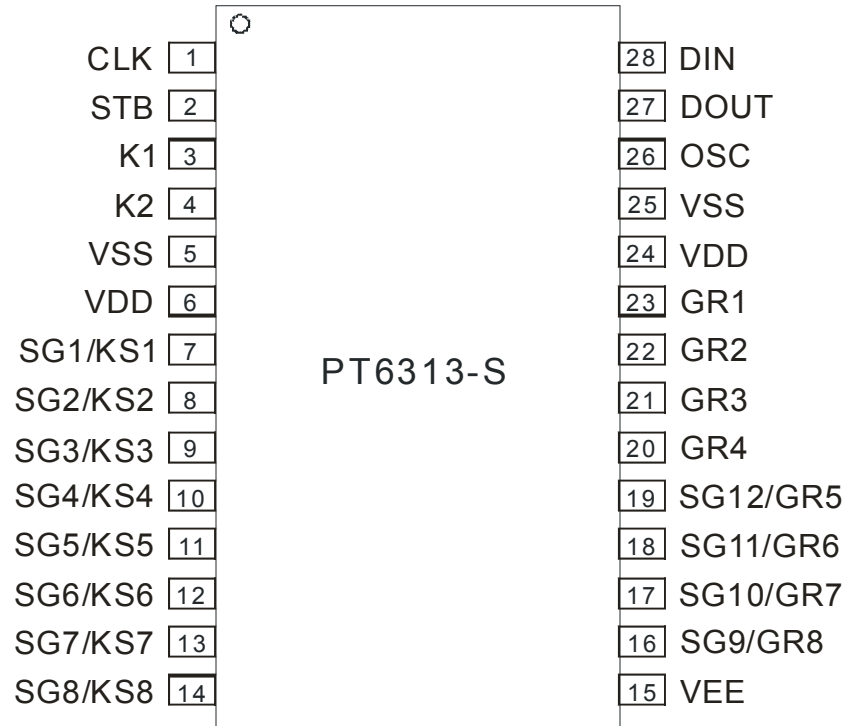 CLK 1 28 DIN
STB 2 27 DOUT
K1 3 26 OSC
K2 4 25 VSS
VSS 5 24 VDD
VDD 6 23 GR1
SG1/KS1 7 22 GR2
PT6313-S
SG2/KS2 8 21 GR3
SG3/KS3 9 20 GR4
SG4/KS4 10 19 SG12/GR5
SG5/KS5 11 18 SG11/GR6
SG6/KS6 12 17 SG10/GR7
SG7/KS7 13 16 SG9/GR8
SG8/KS8 14 15 VEE